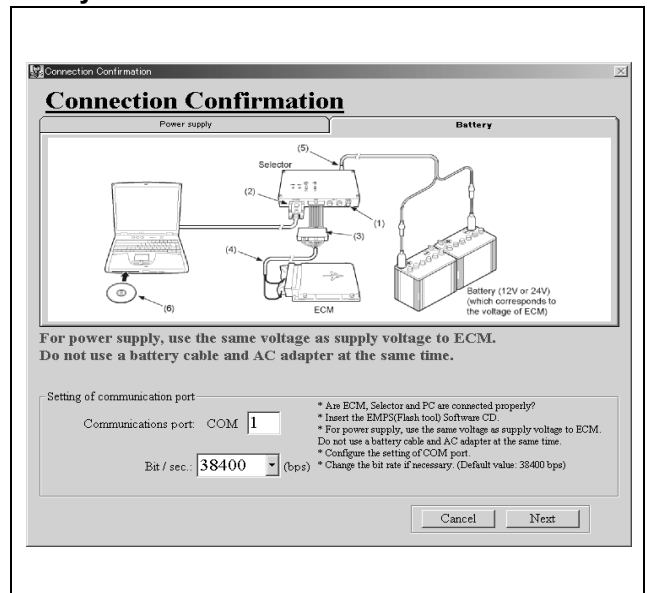 Connection Confirmation
Connection Confirmation
Power supply
Battery
(5)
Selector
(2)
(1)
(3)
(4)
(6)
ECM
Battery (12V or 24V)
(which corresponds to
the voltage of ECM)
For power supply, use the same voltage as supply voltage to ECM.
Do not use a battery cable and AC adapter at the same time.
Setting of communication port
Communications port: COM 1
Bit / sec.: 38400 (bps)
* Are ECM, Selector and PC are connected properly?
* Insert the EMPS(Flash tool) Software CD.
* For power supply, use the same voltage as supply voltage to ECM.
Do not use a battery cable and AC adapter at the same time.
* Configure the setting of COM port.
* Change the bit rate if necessary. (Default value: 38400 bps)
Cancel
Next